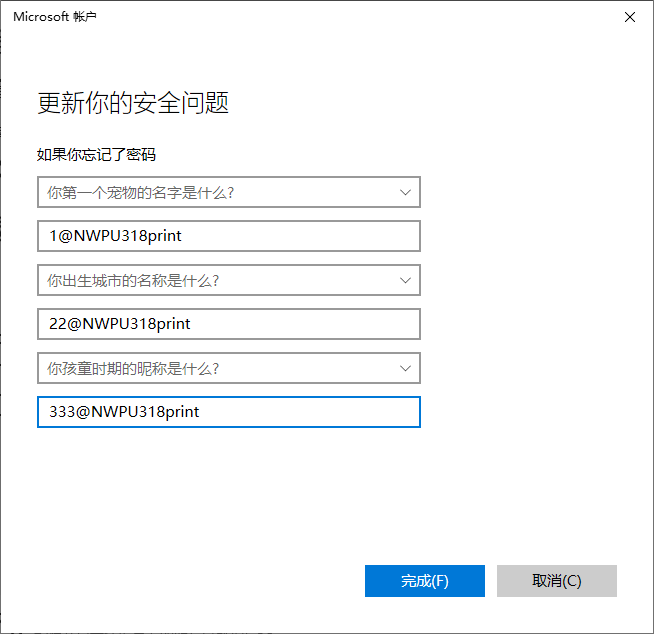 Microsoft 帐户
更新你的安全问题
如果你忘记了密码
你第一个宠物的名字是什么?
1@NWPU318print
你出生城市的名称是什么?
22@NWPU318print
你孩童时期的昵称是什么?
333@NWPU318print
完成(F)
取消(C)